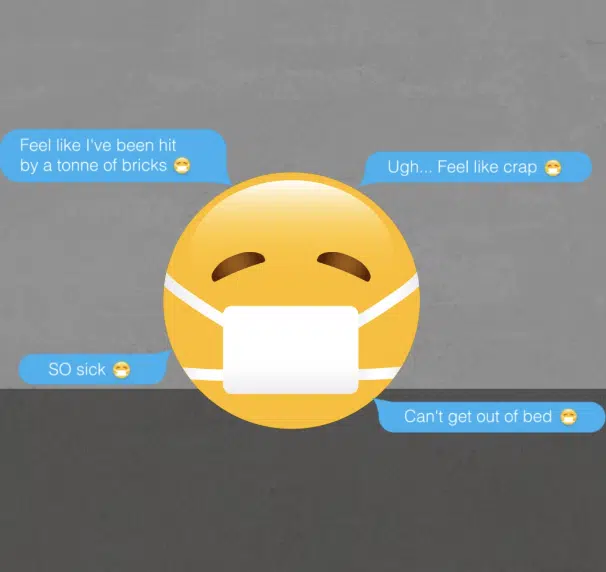 Feel like I've been hit
by a tonne of bricks 😷
Ugh... Feel like crap 😷
SO sick 😷
Can't get out of bed 😷